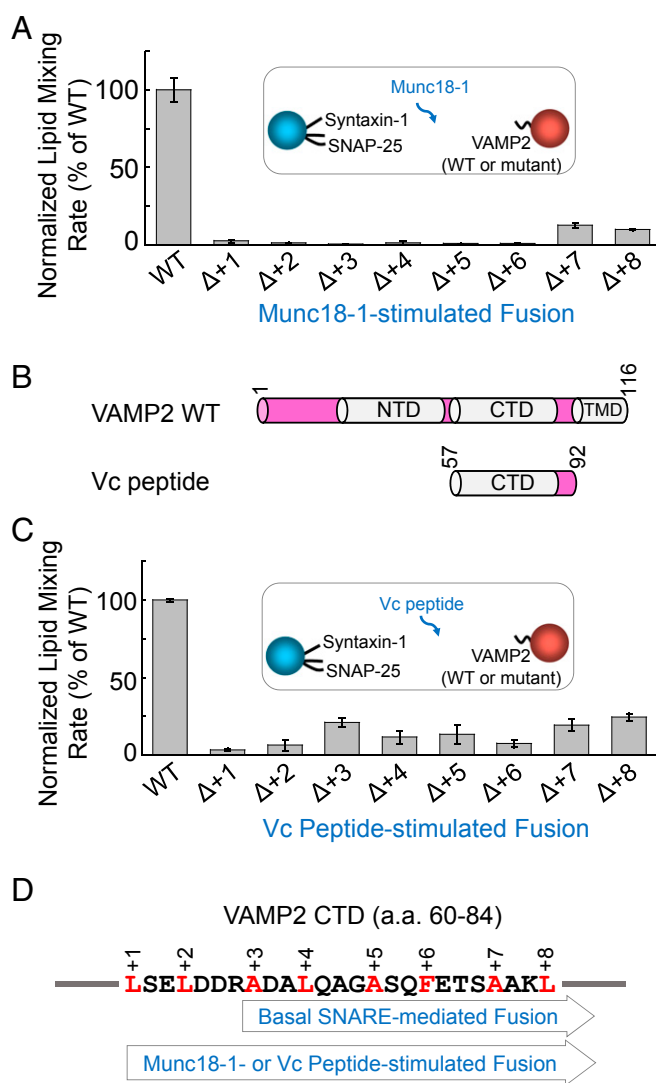 A
Normalized Lipid Mixing
Rate (% of WT)
100
50
0
Munc18-1
Syntaxin-1
SNAP-25
VAMP2
(WT or mutant)
WT Δ+1 Δ+2 Δ+3 Δ+4 Δ+5 Δ+6 Δ+7 Δ+8
Munc18-1-stimulated Fusion
B
1 116
VAMP2 WT NTD CTD TMD
57 92
Vc peptide CTD
C
Normalized Lipid Mixing
Rate (% of WT)
100
50
0
Vc peptide
Syntaxin-1
SNAP-25
VAMP2
(WT or mutant)
WT Δ+1 Δ+2 Δ+3 Δ+4 Δ+5 Δ+6 Δ+7 Δ+8
Vc Peptide-stimulated Fusion
D
VAMP2 CTD (a.a. 60-84)
+1 +2 +3 +4 +5 +6 +7 +8
LSELDDRADALQAGASQFETSAAKL
Basal SNARE-mediated Fusion
Munc18-1- or Vc Peptide-stimulated Fusion